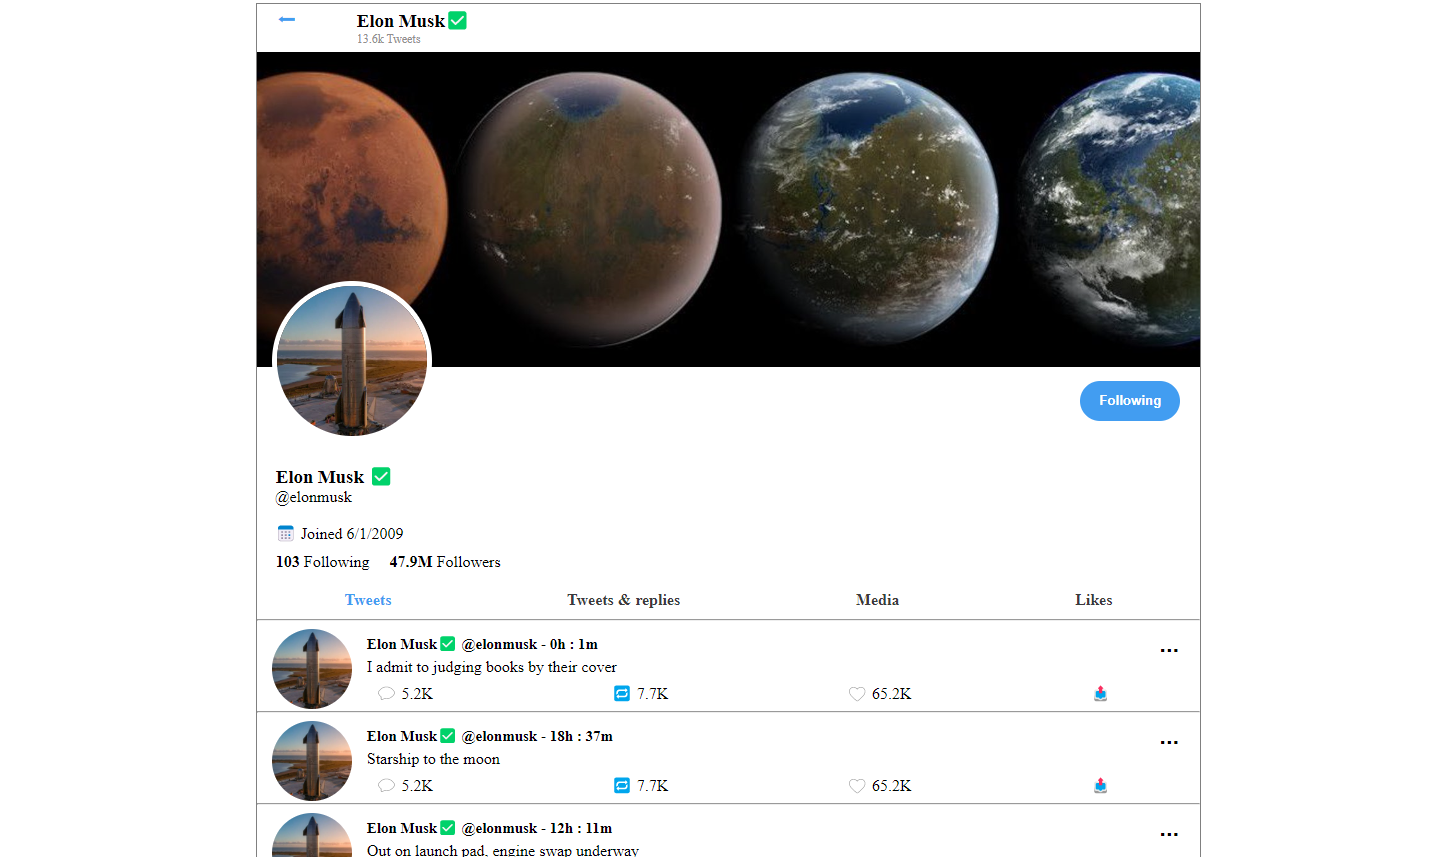 Elon Musk✅
13.6k Tweets
Following
Elon Musk ✅
@elonmusk
Joined 6/1/2009
103 Following 47.9M Followers
Tweets Tweets & replies Media Likes
Elon Musk✅ @elonmusk - 0h : 1m ...
I admit to judging books by their cover
5.2K 7.7K 65.2K
Elon Musk✅ @elonmusk - 18h : 37m ...
Starship to the moon
5.2K 7.7K 65.2K
Elon Musk✅ @elonmusk - 12h : 11m ...
Out on launch pad, engine swap underway